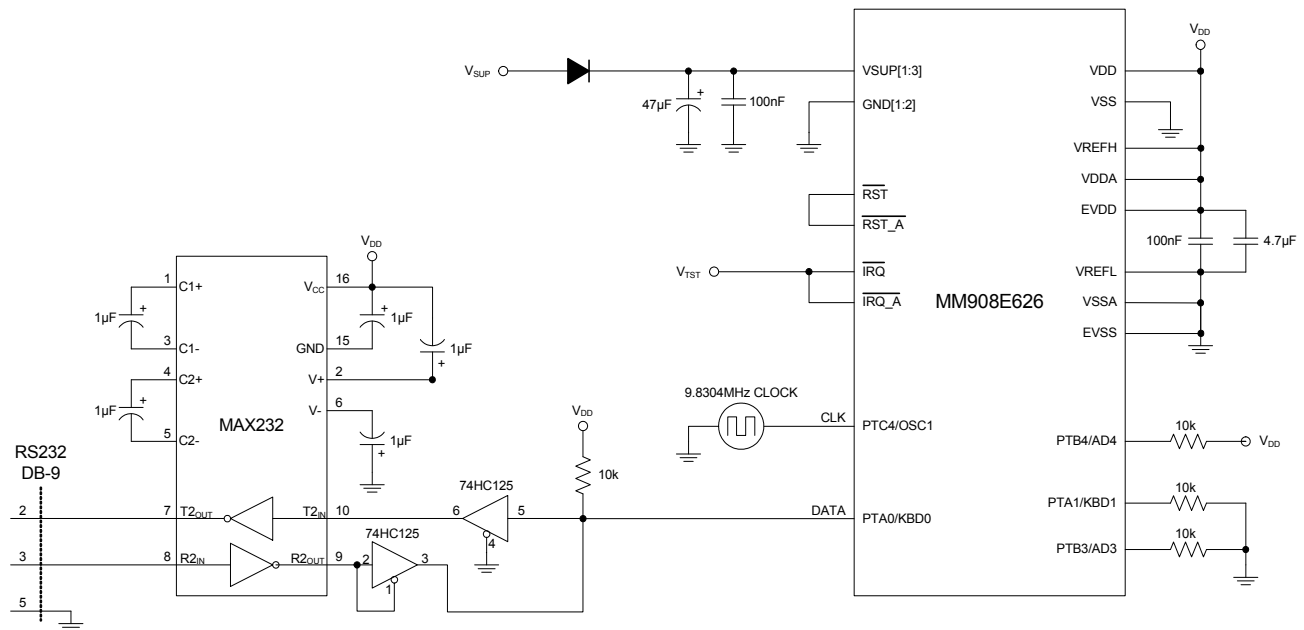 V_DD
V_SUP
47µF +
100nF
VSUP[1:3]
GND[1:2]
VDD
VSS
VREFH
VDDA
EVDD
100nF
4.7µF
VREFL
VSSA
EVSS
RST
RST_A
V_TST
IRQ
IRQ_A
MM908E626
V_DD
1 C1+
V_CC 16
1µF +
+ 1µF
3 C1-
GND 15
+ 1µF
4 C2+
V+ 2
1µF +
V- 6
MAX232
5 C2-
1µF +
9.8304MHz CLOCK
CLK
PTC4/OSC1
V_DD
10k
PTB4/AD4
10k
V_DD
PTA1/KBD1
10k
PTB3/AD3
10k
RS232
DB-9
74HC125
2
7 T2OUT
T2IN 10
6
5
4
DATA
PTA0/KBD0
74HC125
3
8 R2IN
R2OUT 9
2
3
1
5